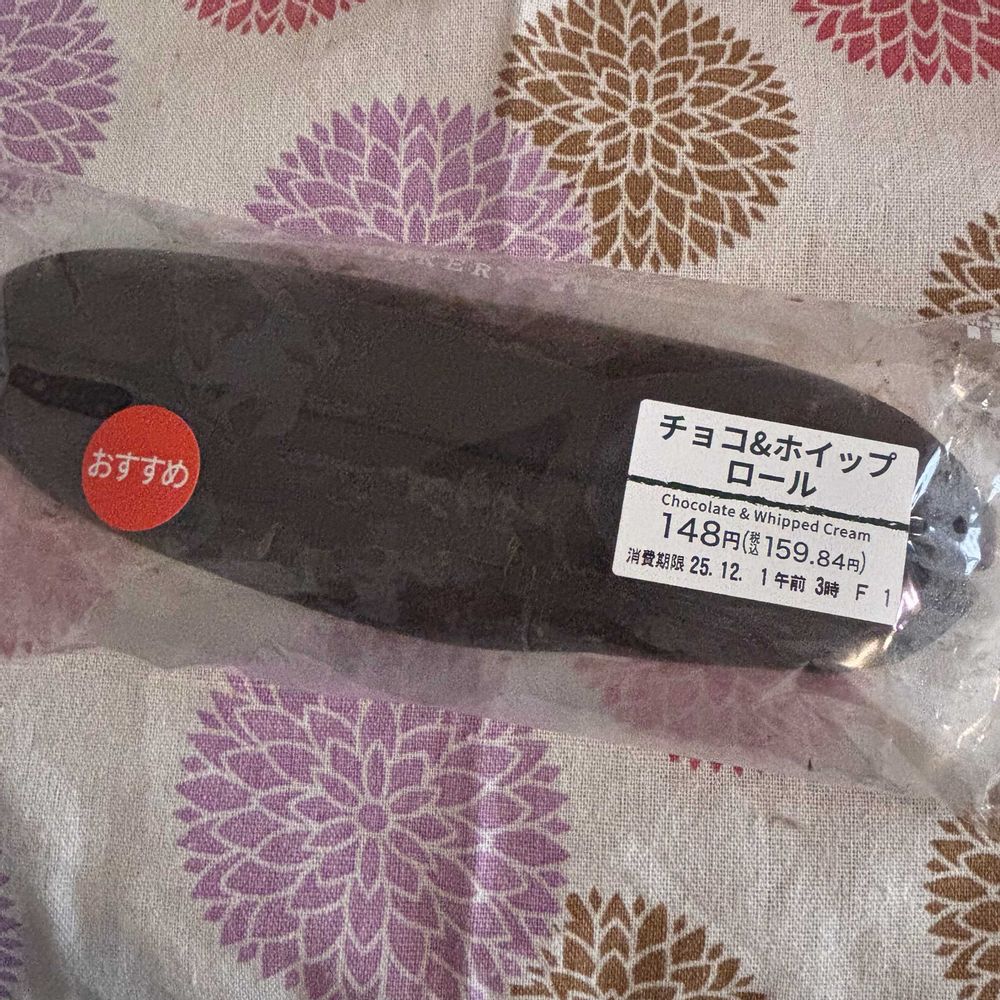 おすすめ
チョコ&ホイップ
ロール
Chocolate & Whipped Cream
148円(税込159.84円)
消費期限 25.12. 1 午前 3時 F 1